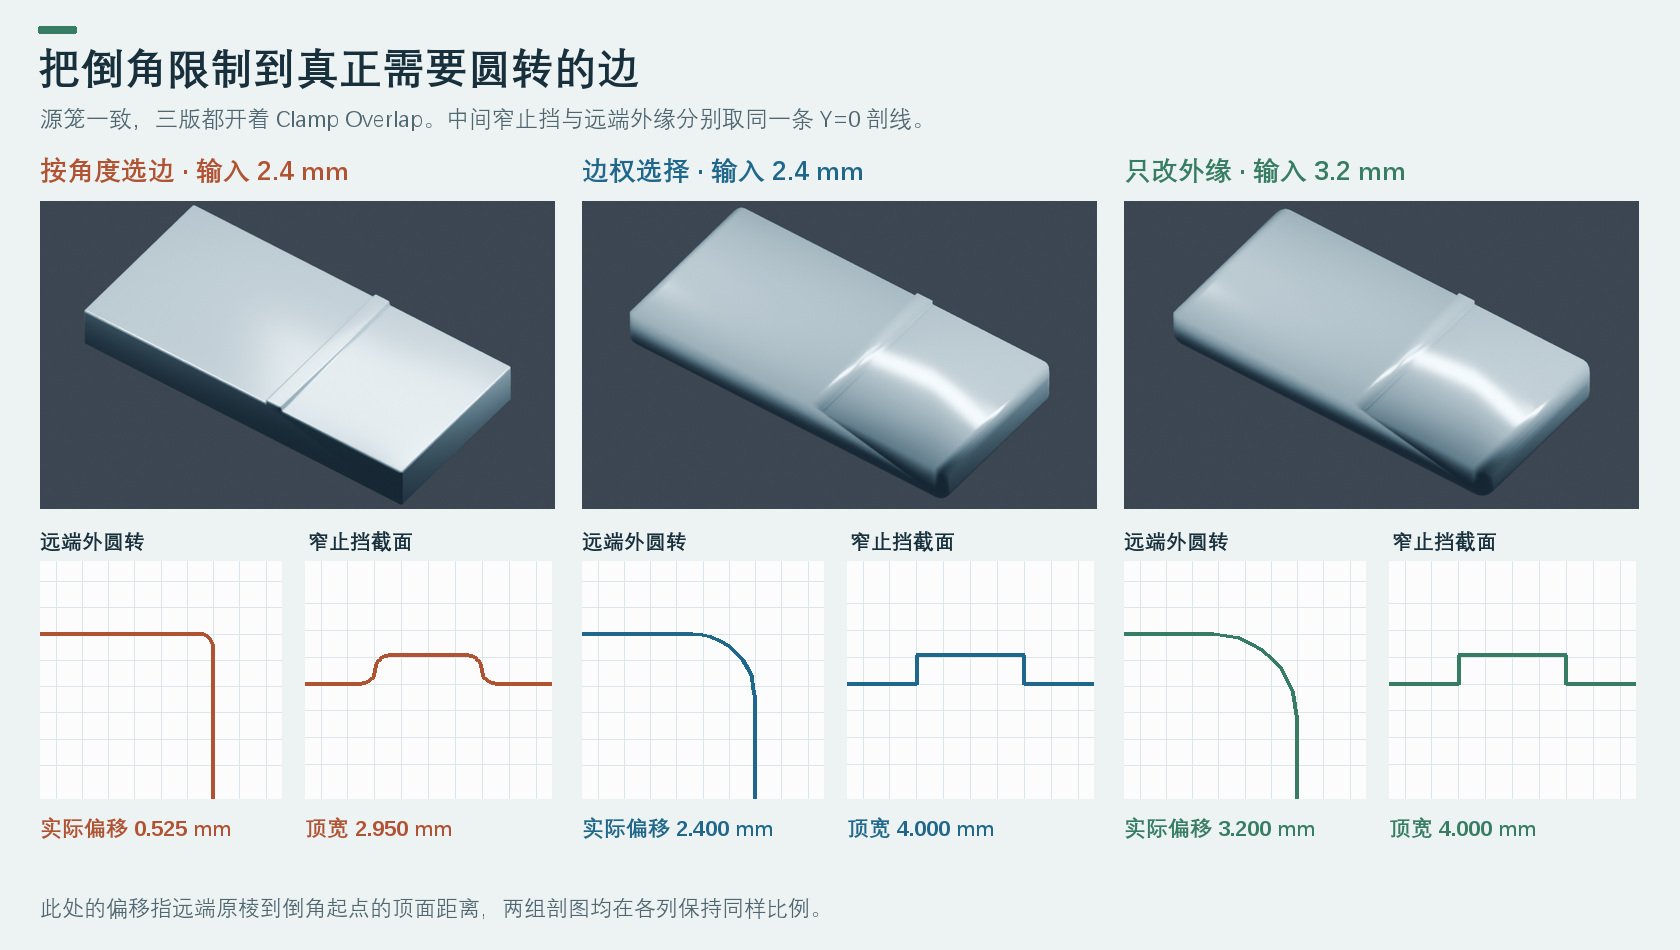 把倒角限制到真正需要圆转的边
源笼一致，三版都开着 Clamp Overlap。中间窄止挡与远端外缘分别取同一条 Y=0 剖线。
按角度选边 · 输入 2.4 mm
边权选择 · 输入 2.4 mm
只改外缘 · 输入 3.2 mm
远端外圆转
窄止挡截面
远端外圆转
窄止挡截面
远端外圆转
窄止挡截面
实际偏移 0.525 mm
顶宽 2.950 mm
实际偏移 2.400 mm
顶宽 4.000 mm
实际偏移 3.200 mm
顶宽 4.000 mm
此处的偏移指远端原棱到倒角起点的顶面距离，两组剖图均在各列保持同样比例。